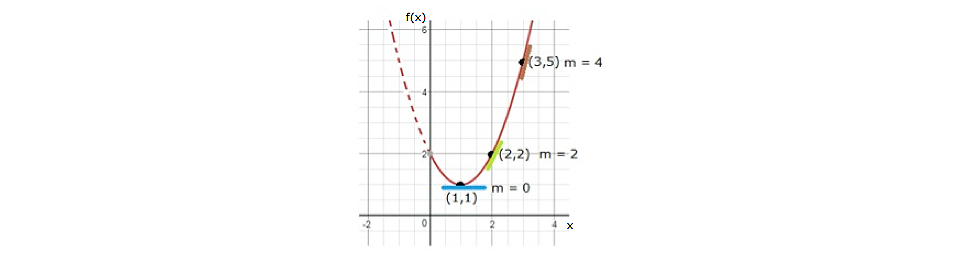 f(x)
6
(3,5) m = 4
4
2
(2,2) m = 2
m = 0
(1,1)
-2
0
2
4
x